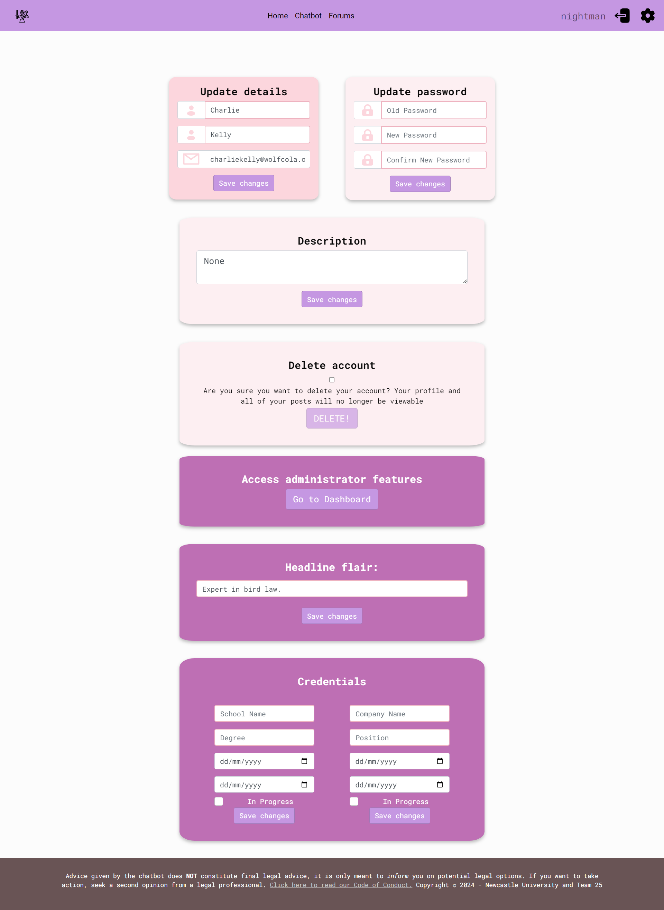 Home Chatbot Forums
nightman
Update details
Charlie
Kelly
charliekelly@wolfcola.c
Save changes
Update password
Old Password
New Password
Confirm New Password
Save changes
Description
None
Save changes
Delete account
Are you sure you want to delete your account? Your profile and
all of your posts will no longer be viewable
DELETE!
Access administrator features
Go to Dashboard
Headline flair:
Expert in bird law.
Save changes
Credentials
School Name
Degree
dd/mm/yyyy
dd/mm/yyyy
In Progress
Save changes
Company Name
Position
dd/mm/yyyy
dd/mm/yyyy
In Progress
Save changes
Advice given by the chatbot does NOT constitute final legal advice, it is only meant to inform you on potential legal options. If you want to take
action, seek a second opinion from a legal professional. Click here to read our Code of Conduct. Copyright © 2024 - Newcastle University and Team 25